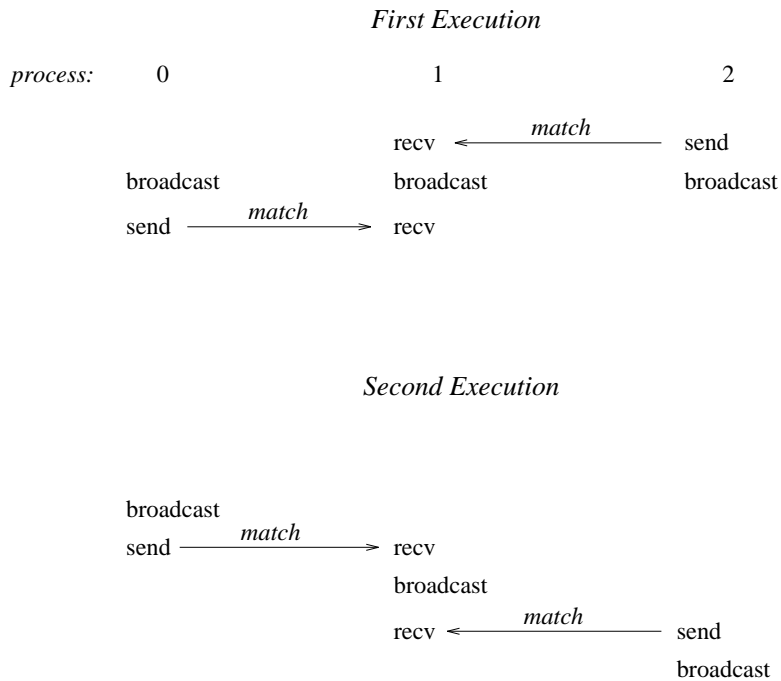 First Execution
process: 0 1 2
match
recv send
broadcast broadcast broadcast
match
send recv
Second Execution
broadcast
match
send recv
broadcast
match
recv send
broadcast